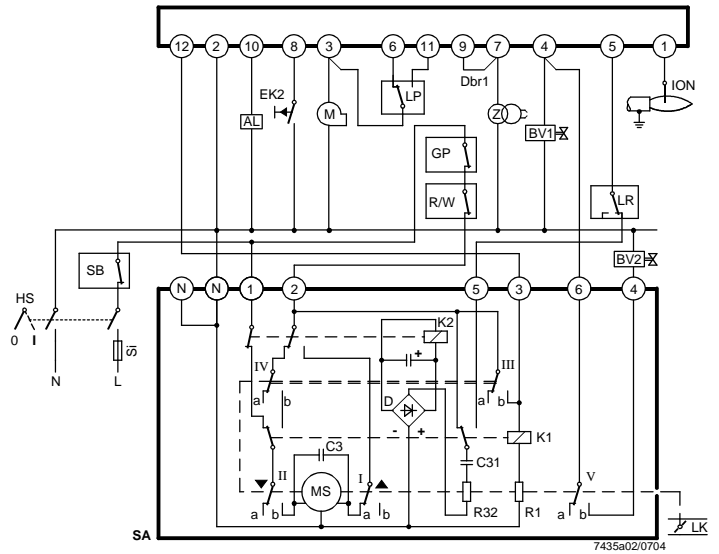 12 2 10 8 3 6 11 9 7 4 5 1
Dbr1
ION
EK2
LP
AL
M
Z
BV1
GP
R/W
LR
SB
BV2
HS
N N 1 2 5 3 6 4
0 I
Si
K2
+
N L
IV
III
a b
D
a b
- +
K1
C3
C31
II
I
V
MS
a b
a b
R32
R1
a b
LK
SA
7435a02/0704